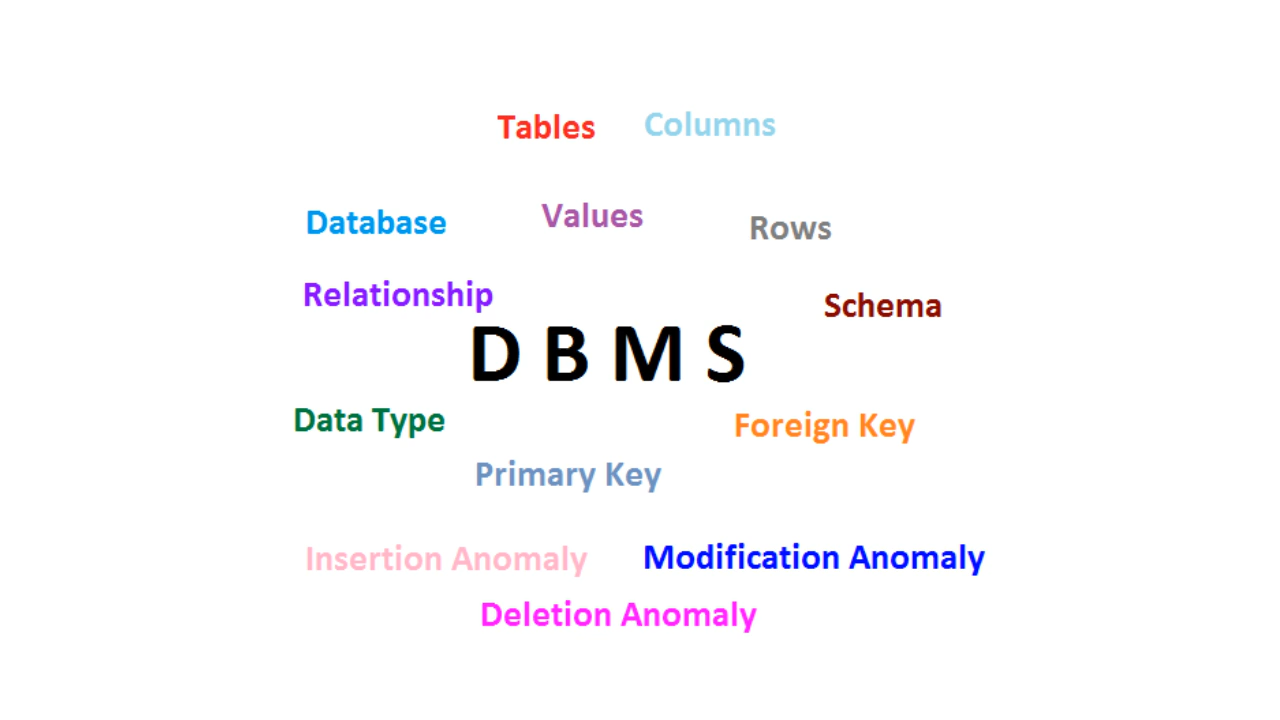 Tables Columns
Database Values Rows
Relationship Schema
D B M S
Data Type Foreign Key
Primary Key
Insertion Anomaly Modification Anomaly
Deletion Anomaly